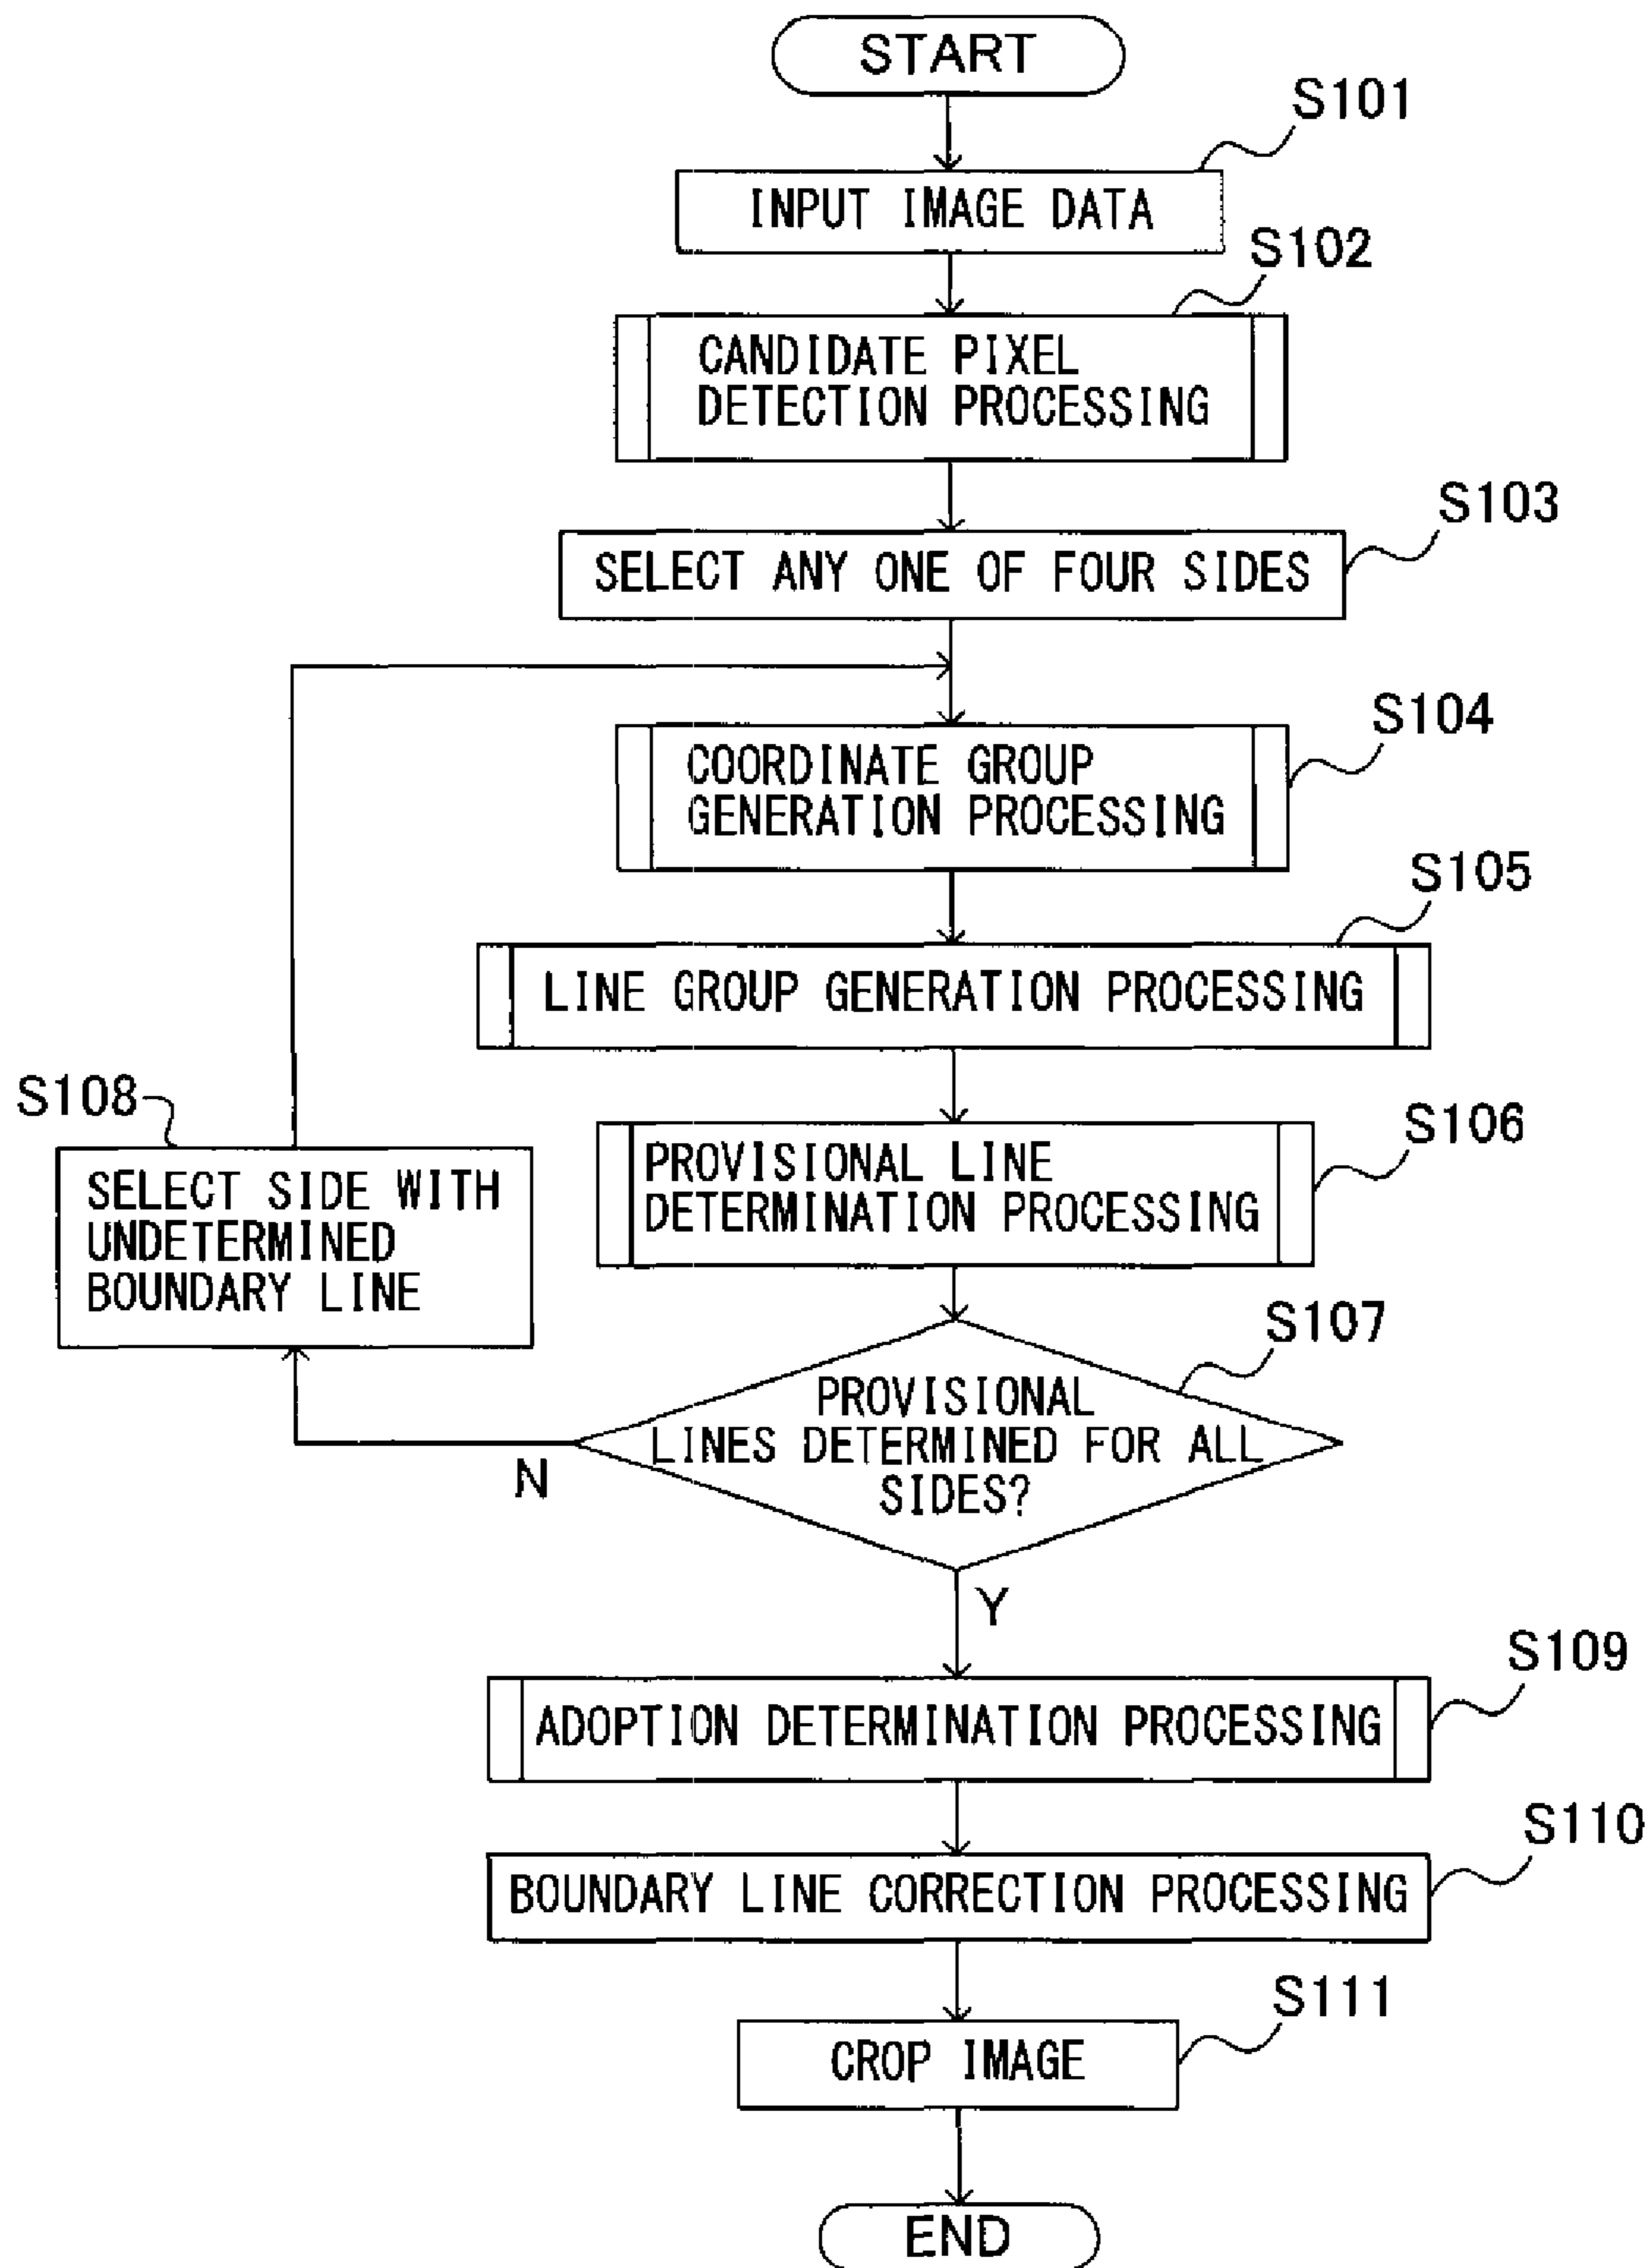 START
S101
INPUT IMAGE DATA
S102
CANDIDATE PIXEL
DETECTION PROCESSING
S103
SELECT ANY ONE OF FOUR SIDES
S104
COORDINATE GROUP
GENERATION PROCESSING
S105
LINE GROUP GENERATION PROCESSING
S106
PROVISIONAL LINE
DETERMINATION PROCESSING
S107
PROVISIONAL
LINES DETERMINED FOR ALL
SIDES?
N
S108
SELECT SIDE WITH
UNDETERMINED
BOUNDARY LINE
Y
S109
ADOPTION DETERMINATION PROCESSING
S110
BOUNDARY LINE CORRECTION PROCESSING
S111
CROP IMAGE
END